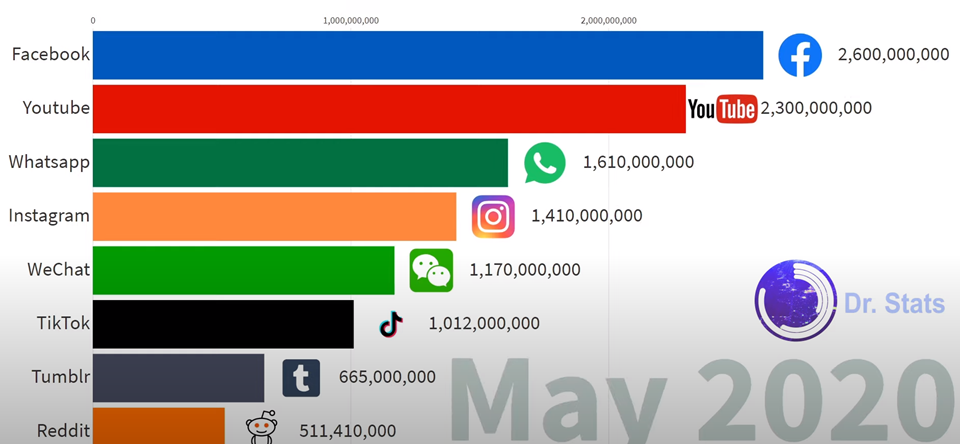 0 1,000,000,000 2,000,000,000
Facebook 2,600,000,000
Youtube YouTube 2,300,000,000
Whatsapp 1,610,000,000
Instagram 1,410,000,000
WeChat 1,170,000,000
TikTok 1,012,000,000
Dr. Stats
Tumblr t 665,000,000
Reddit 511,410,000
May 2020